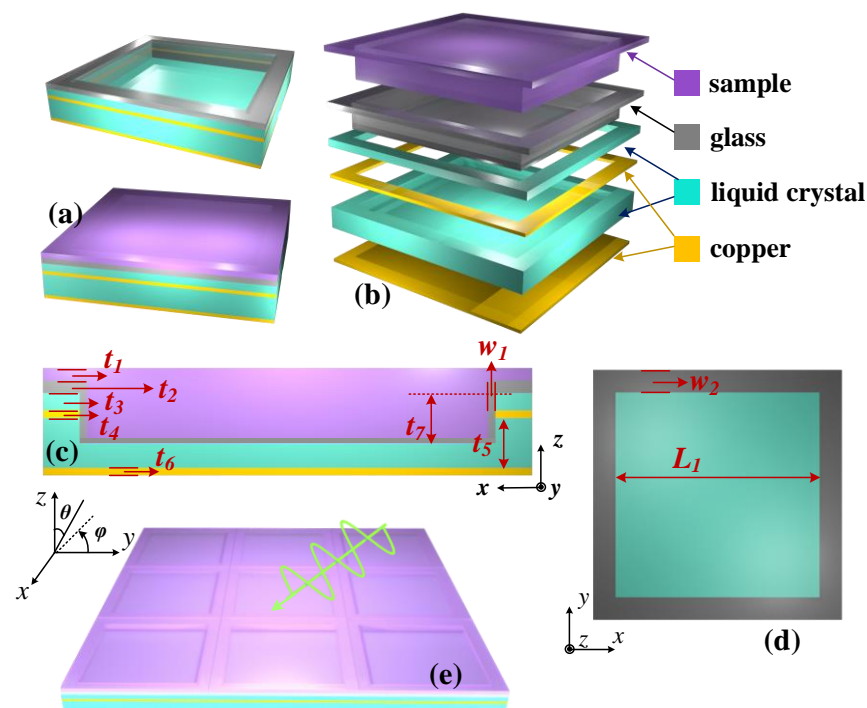 sample
glass
liquid crystal
copper
(a)
(b)
t1
w1
t2
t3
t4
t7
t5
(c)
t6
z
x
y
w2
L1
z
θ
φ
y
x
y
z
x
(d)
(e)